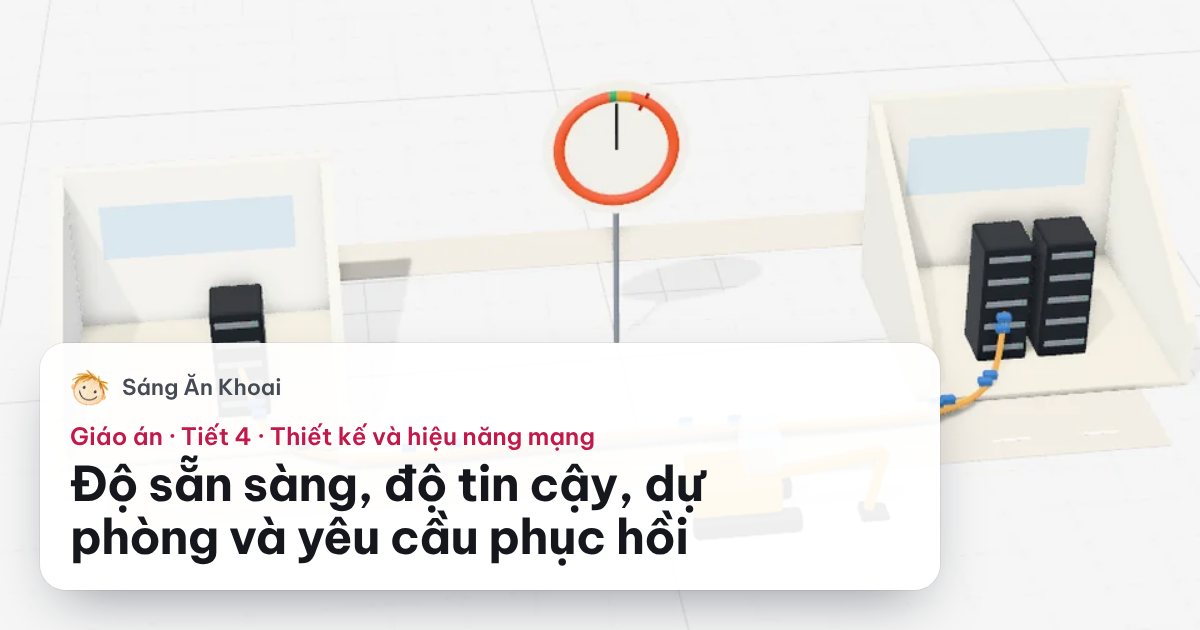 Sáng Ăn Khoai
Giáo án · Tiết 4 · Thiết kế và hiệu năng mạng
Độ sẵn sàng, độ tin cậy, dự
phòng và yêu cầu phục hồi